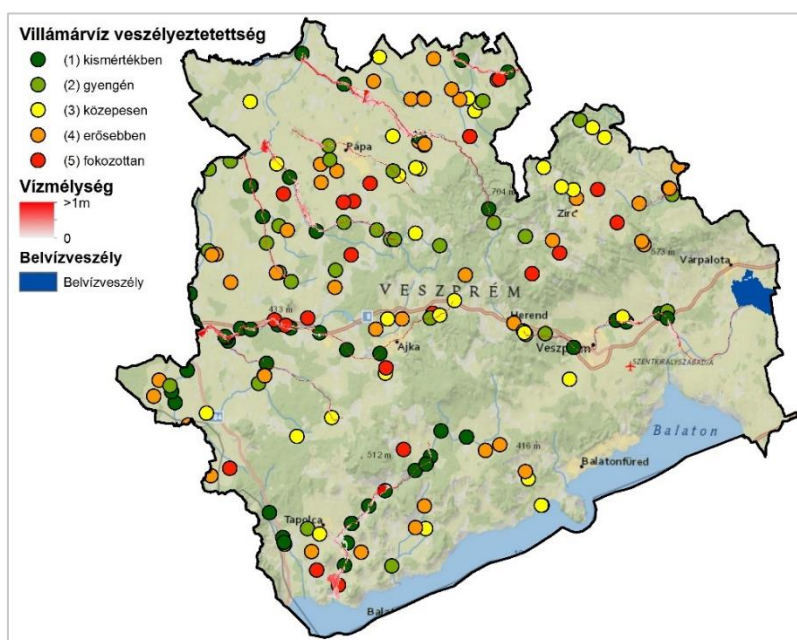 Villámárvíz veszélyeztetettség
(1) kismértékben
(2) gyengén
(3) közepesen
(4) erősebben
(5) fokozottan
Vízmélység
>1m
0
Belvízveszély
Belvízveszély
Pápa
704 m
Zirc
573 m
Várpalota
VESZPRÉM
433 m
Herend
Ajka
Veszprém
SZENTKIRÁLYSZABADJA
Balaton
512 m
416 m
Balatonfüred
Tapolca